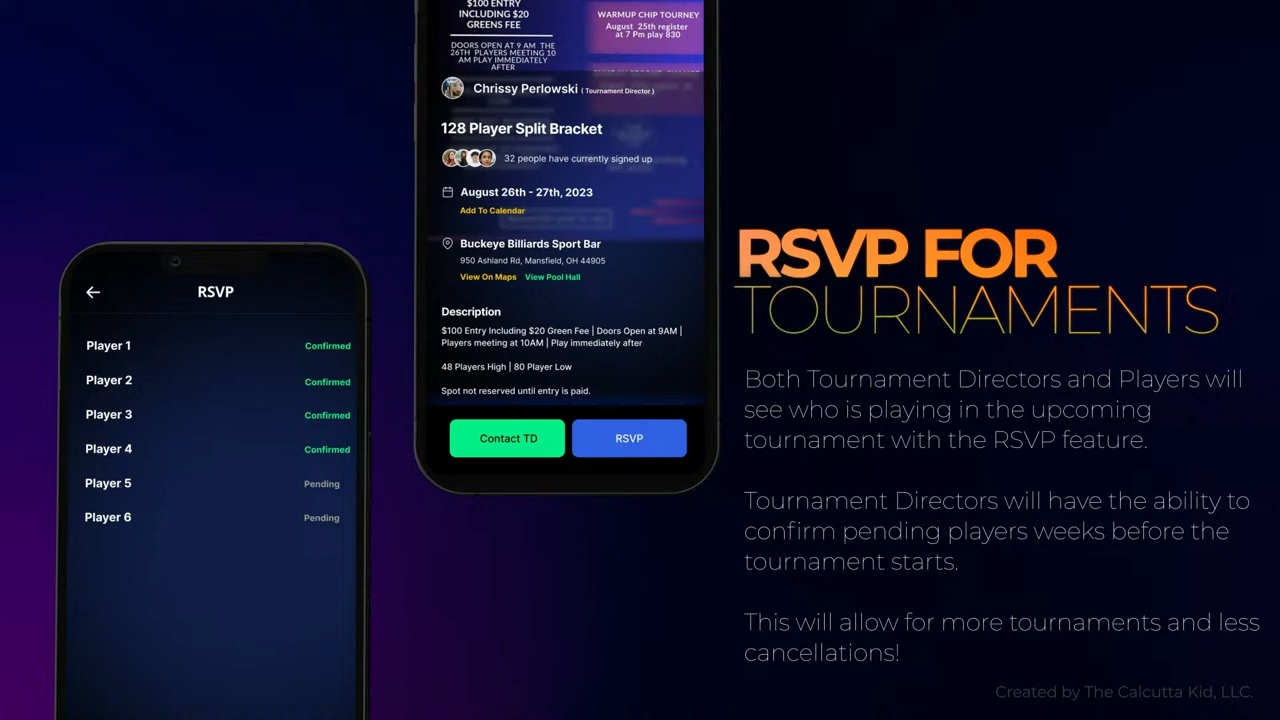 $100 ENTRY
INCLUDING $20
GREENS FEE
DOORS OPEN AT 9 AM THE
26TH PLAYERS MEETING 10
AM PLAY IMMEDIATELY
AFTER
WARMUP CHIP TOURNEY
August 25th register
at 7 Pm play 830
Chrissy Perlowski ( Tournament Director )
128 Player Split Bracket
32 people have currently signed up
August 26th - 27th, 2023
Add To Calendar
Buckeye Billiards Sport Bar
950 Ashland Rd, Mansfield, OH 44905
View On Maps View Pool Hall
Description
$100 Entry Including $20 Green Fee | Doors Open at 9AM |
Players meeting at 10AM | Play immediately after
48 Players High | 80 Player Low
Spot not reserved until entry is paid.
Contact TD RSVP
RSVP
Player 1 Confirmed
Player 2 Confirmed
Player 3 Confirmed
Player 4 Confirmed
Player 5 Pending
Player 6 Pending
RSVP FOR
TOURNAMENTS
Both Tournament Directors and Players will
see who is playing in the upcoming
tournament with the RSVP feature.
Tournament Directors will have the ability to
confirm pending players weeks before the
tournament starts.
This will allow for more tournaments and less
cancellations!
Created by The Calcutta Kid, LLC.